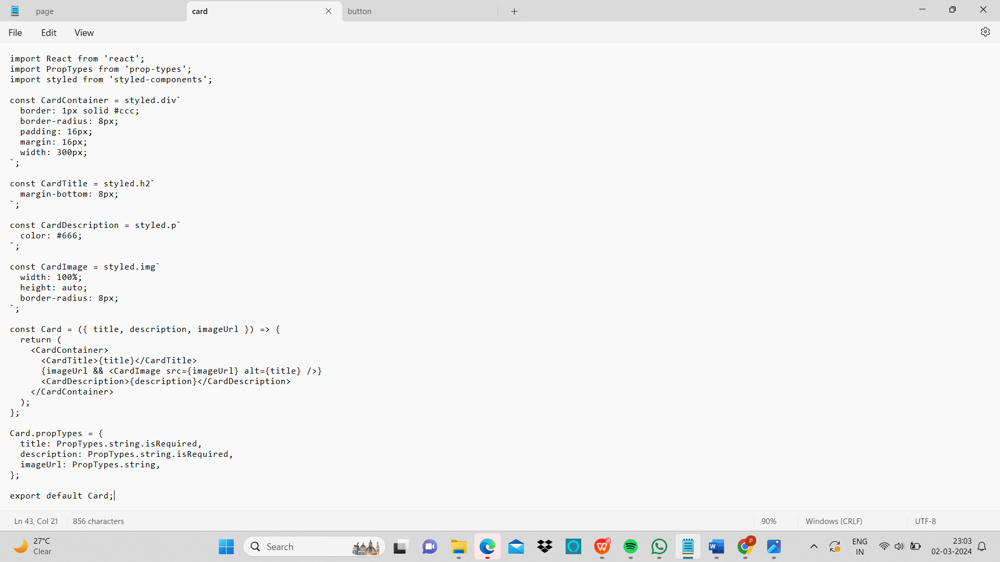 page
card
button
File
Edit
View
import React from 'react';
import PropTypes from 'prop-types';
import styled from 'styled-components';

const CardContainer = styled.div`
  border: 1px solid #ccc;
  border-radius: 8px;
  padding: 16px;
  margin: 16px;
  width: 300px;
`;

const CardTitle = styled.h2`
  margin-bottom: 8px;
`;

const CardDescription = styled.p`
  color: #666;
`;

const CardImage = styled.img`
  width: 100%;
  height: auto;
  border-radius: 8px;
`;

const Card = ({ title, description, imageUrl }) => {
  return (
    <CardContainer>
      <CardTitle>{title}</CardTitle>
      {imageUrl && <CardImage src={imageUrl} alt={title} />}
      <CardDescription>{description}</CardDescription>
    </CardContainer>
  );
};

Card.propTypes = {
  title: PropTypes.string.isRequired,
  description: PropTypes.string.isRequired,
  imageUrl: PropTypes.string,
};

export default Card;
Ln 43, Col 21
856 characters
90%
Windows (CRLF)
UTF-8
27°C
Clear
Search
W
W
P
ENG
IN
23:03
02-03-2024